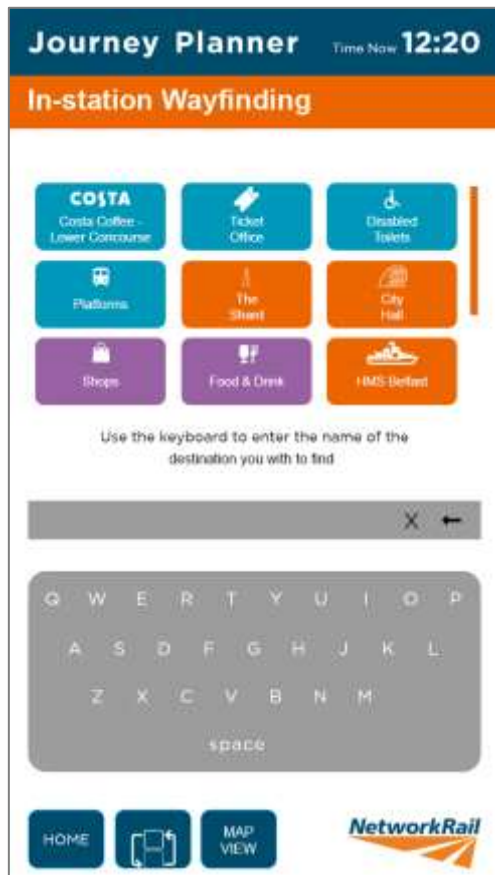 Journey Planner Time Now 12:20
In-station Wayfinding
COSTA
Costa Coffee -
Lower Concourse
Ticket
Office
Disabled
Toilets
Platforms
The
Shard
City
Hall
Shops
Food & Drink
HMS Belfast
Use the keyboard to enter the name of the
destination you with to find
X
Q W E R T Y U I O P
A S D F G H J K L
Z X C V B N M
space
HOME
MAP
VIEW
NetworkRail